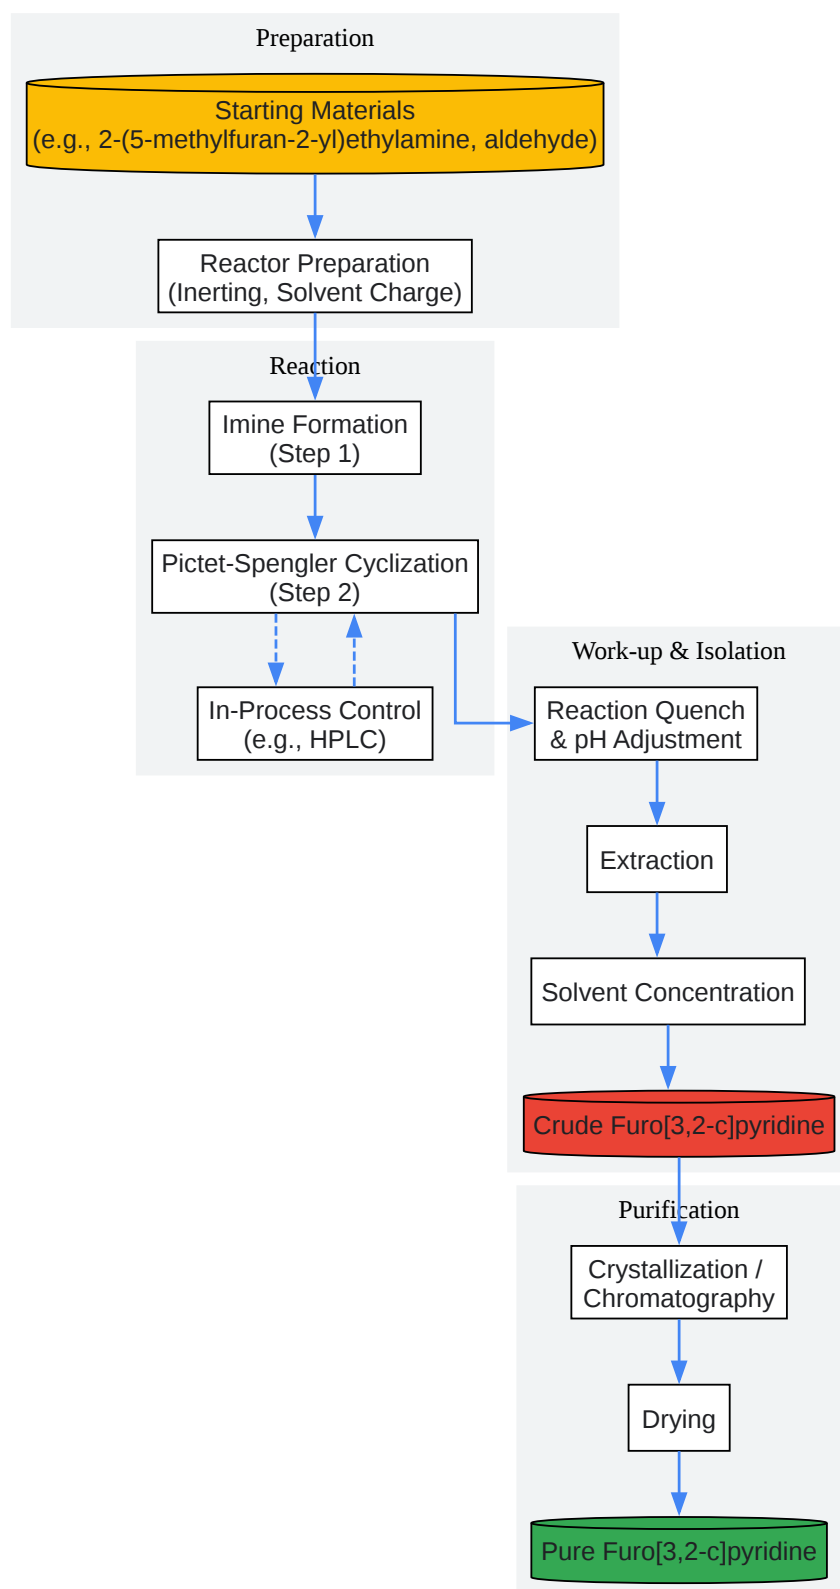 Preparation
Starting Materials
(e.g., 2-(5-methylfuran-2-yl)ethylamine, aldehyde)
Reactor Preparation
(Inerting, Solvent Charge)
Reaction
Imine Formation
(Step 1)
Pictet-Spengler Cyclization
(Step 2)
In-Process Control
(e.g., HPLC)
Work-up & Isolation
Reaction Quench
& pH Adjustment
Extraction
Solvent Concentration
Crude Furo[3,2-c]pyridine
Purification
Crystallization /
Chromatography
Drying
Pure Furo[3,2-c]pyridine